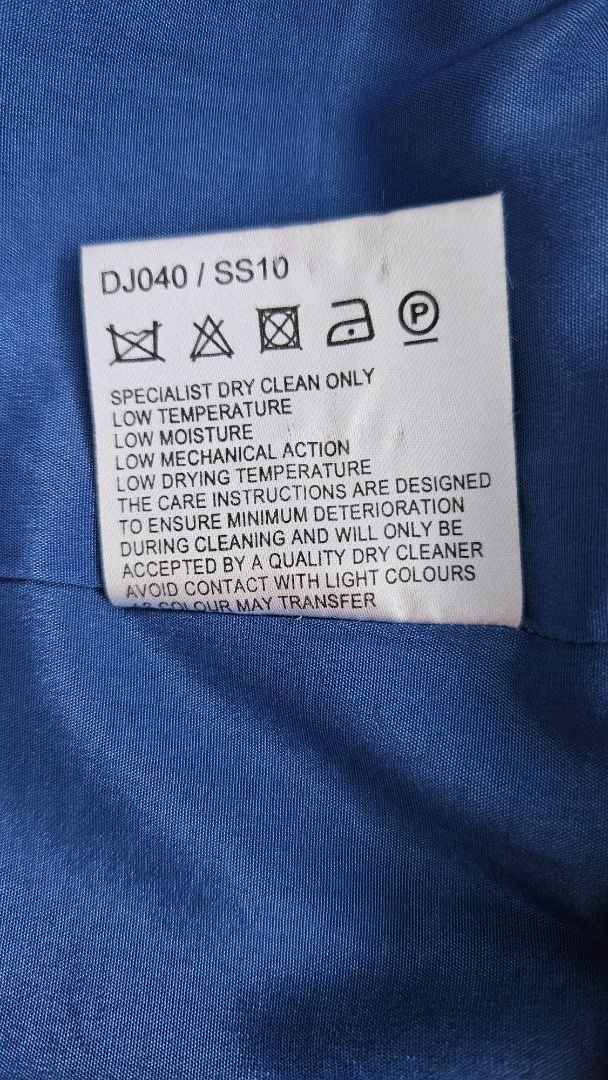 DJ040 / SS10
P
SPECIALIST DRY CLEAN ONLY
LOW TEMPERATURE
LOW MOISTURE
LOW MECHANICAL ACTION
LOW DRYING TEMPERATURE
THE CARE INSTRUCTIONS ARE DESIGNED
TO ENSURE MINIMUM DETERIORATION
DURING CLEANING AND WILL ONLY BE
ACCEPTED BY A QUALITY DRY CLEANER
AVOID CONTACT WITH LIGHT COLOURS
AS COLOUR MAY TRANSFER